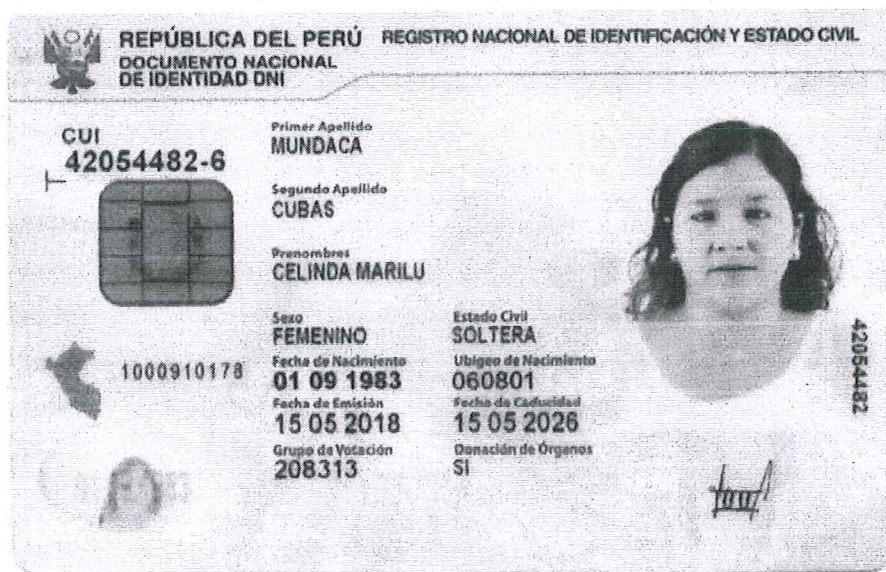 REPÚBLICA DEL PERÚ REGISTRO NACIONAL DE IDENTIFICACIÓN Y ESTADO CIVIL
DOCUMENTO NACIONAL
DE IDENTIDAD DNI
CUI
42054482-6
Primer Apellido
MUNDACA
Segundo Apellido
CUBAS
Prenombres
CELINDA MARILU
Sexo Estado Civil
FEMENINO SOLTERA
Fecha de Nacimiento Ubigeo de Nacimiento
01 09 1983 060801
Fecha de Emisión Fecha de Caducidad
15 05 2018 15 05 2026
Grupo de Votación Donación de Órganos
208313 SI
1000910178
42054482